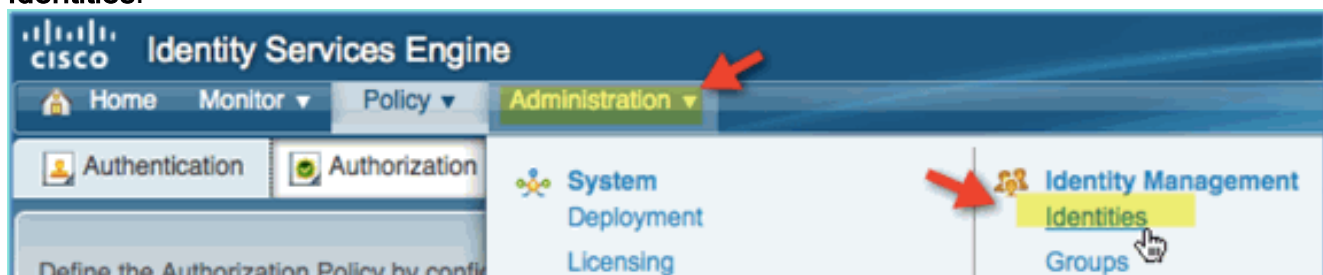 Identities.
CISCO Identity Services Engine
Home Monitor Policy Administration
Authentication Authorization
System
Deployment
Licensing
Identity Management
Identities
Groups
Define the Authorization Policy by config